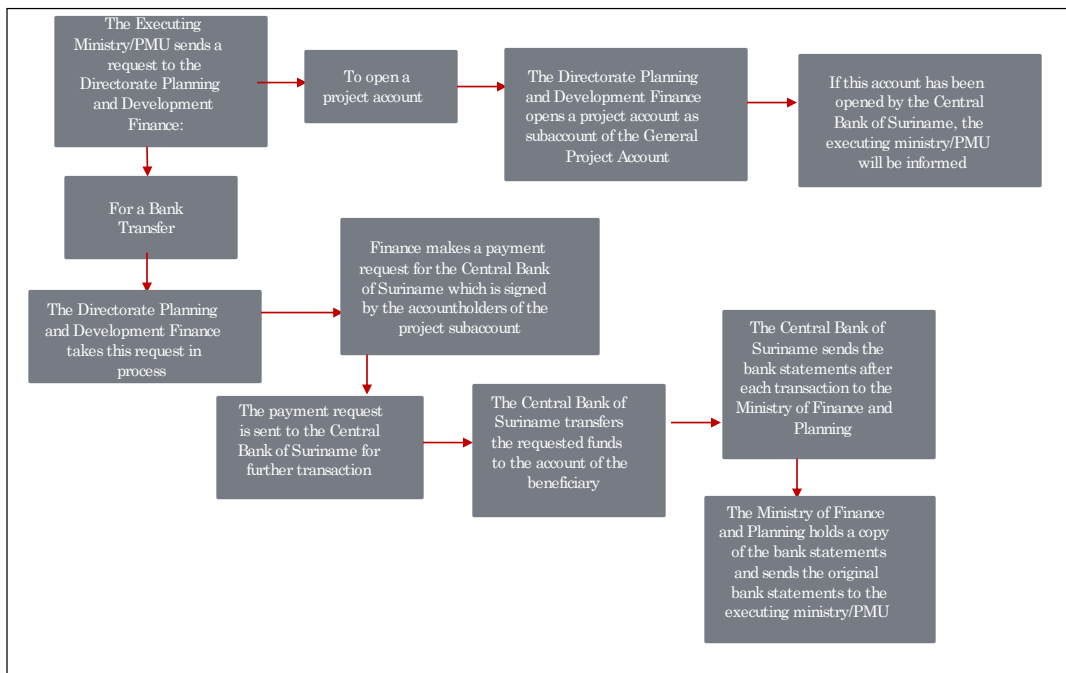 The Executing
Ministry/PMU sends a
request to the
Directorate Planning
and Development
Finance:
To open a
project account
The Directorate Planning
and Development Finance
opens a project account as
subaccount of the General
Project Account
If this account has been
opened by the Central
Bank of Suriname, the
executing ministry/PMU
will be informed
For a Bank
Transfer
The Directorate Planning
and Development Finance
takes this request in
process
Finance makes a payment
request for the Central Bank
of Suriname which is signed
by the accountholders of the
project subaccount
The payment request
is sent to the Central
Bank of Suriname for
further transaction
The Central Bank of
Suriname transfers
the requested funds
to the account of the
beneficiary
The Central Bank of
Suriname sends the
bank statements after
each transaction to the
Ministry of Finance and
Planning
The Ministry of Finance
and Planning holds a copy
of the bank statements
and sends the original
bank statements to the
executing ministry/PMU